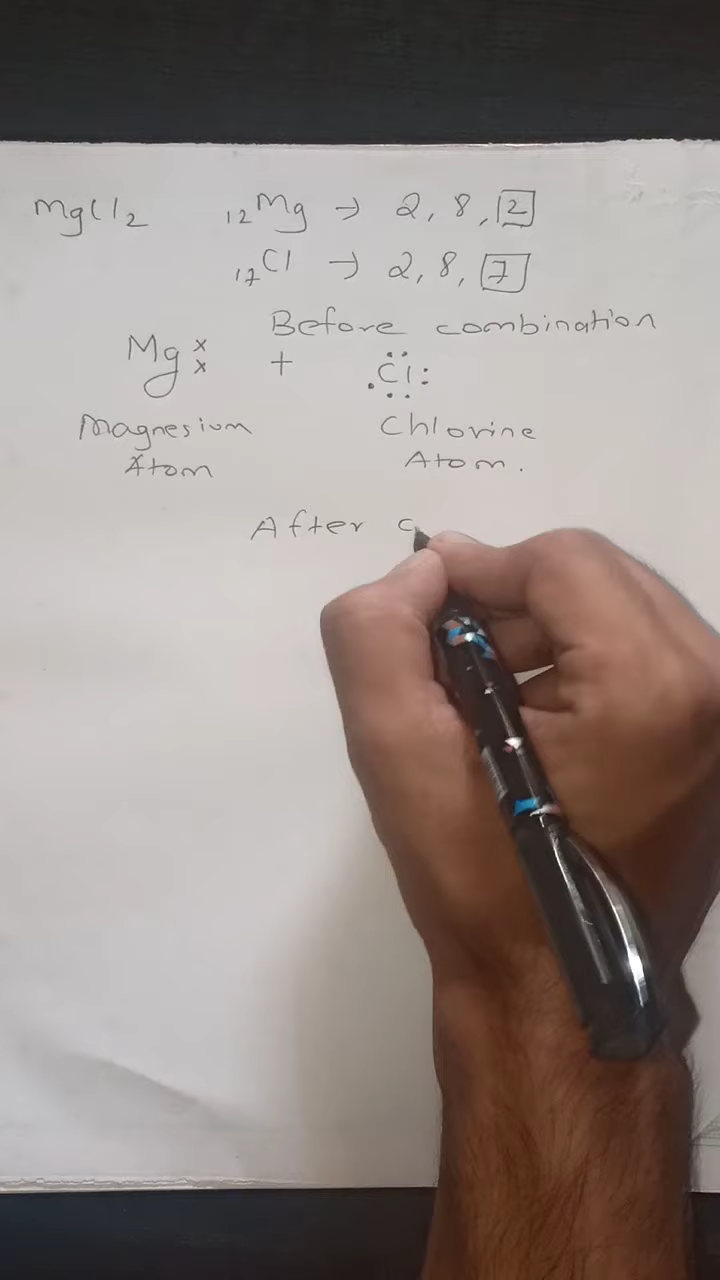 MgCl2 12Mg → 2, 8, 2
17Cl → 2, 8, 7
Before combination
Mg + Cl
Magnesium Chlorine
Atom Atom.
After c